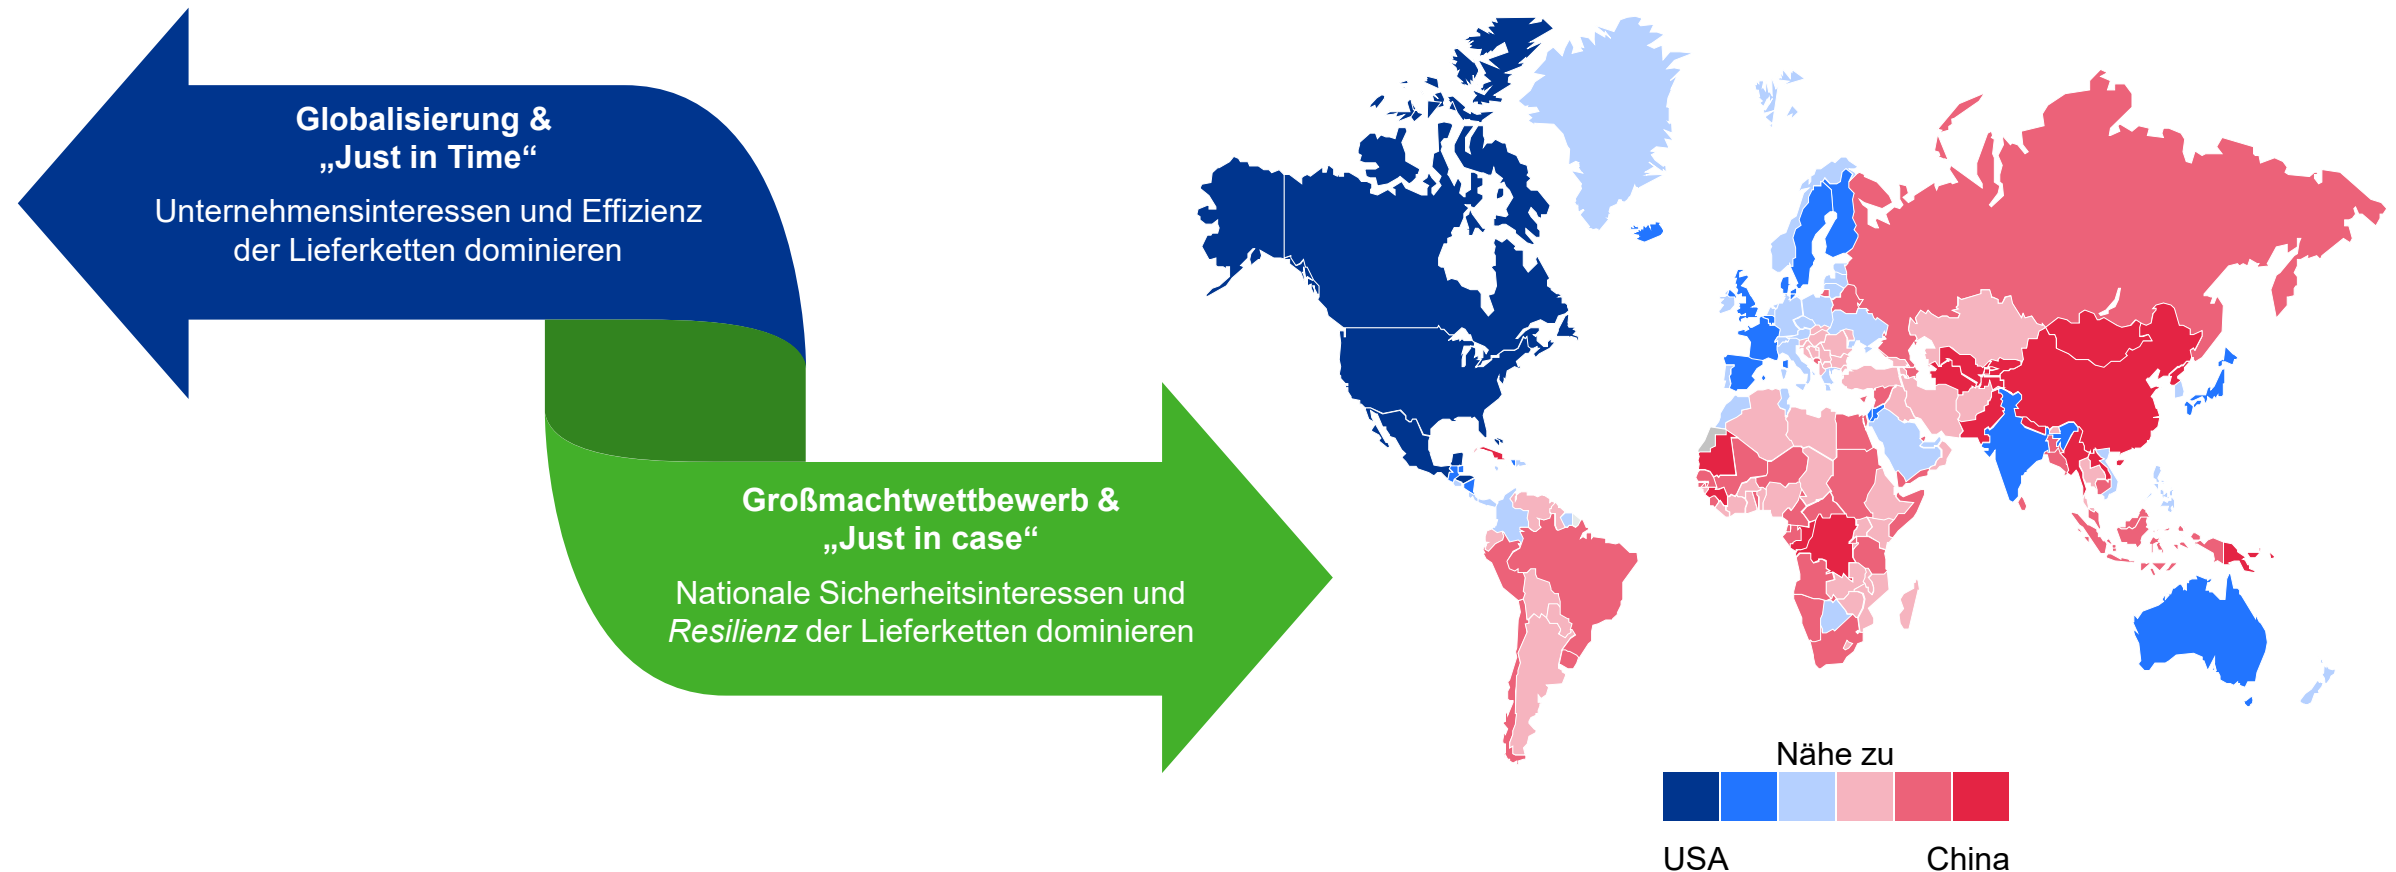 Globalisierung &
„Just in Time“
Unternehmensinteressen und Effizienz
der Lieferketten dominieren
Großmachtwettbewerb &
„Just in case“
Nationale Sicherheitsinteressen und
Resilienz der Lieferketten dominieren
Nähe zu
USA
China